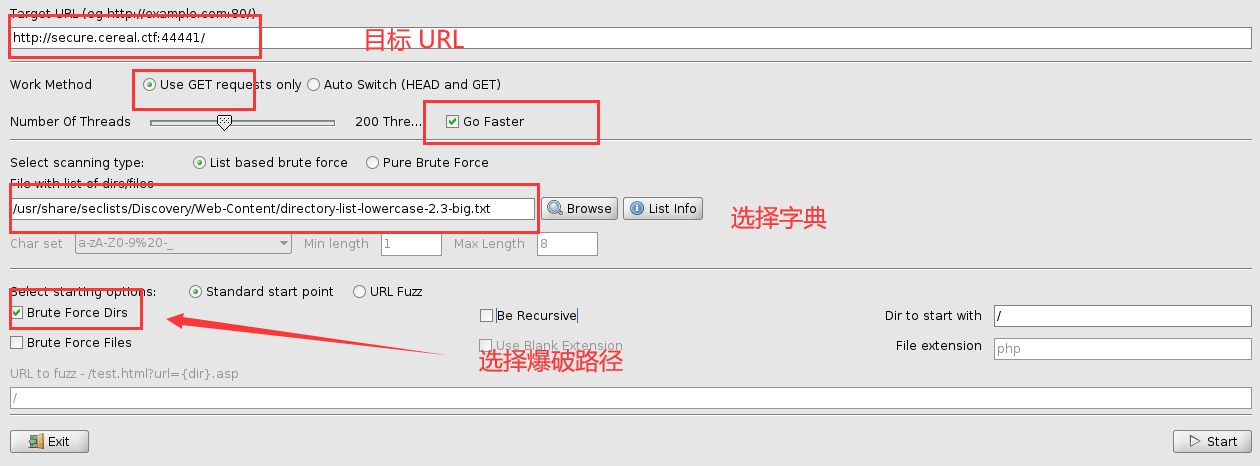 Target URL (eg http://example.com:80/)
http://secure.cereal.ctf:44441/
目标 URL
Work Method
Use GET requests only
Auto Switch (HEAD and GET)
Number Of Threads
200 Thre...
Go Faster
Select scanning type:
List based brute force
Pure Brute Force
File with list of dirs/files
/usr/share/seclists/Discovery/Web-Content/directory-list-lowercase-2.3-big.txt
Browse
List Info
选择字典
Char set
a-zA-Z0-9%20-_
Min length
1
Max Length
8
Select starting options:
Standard start point
URL Fuzz
Brute Force Dirs
Be Recursive
Dir to start with
/
Brute Force Files
Use Blank Extension
File extension
php
选择爆破路径
URL to fuzz - /test.html?url={dir}.asp
/
Exit
Start